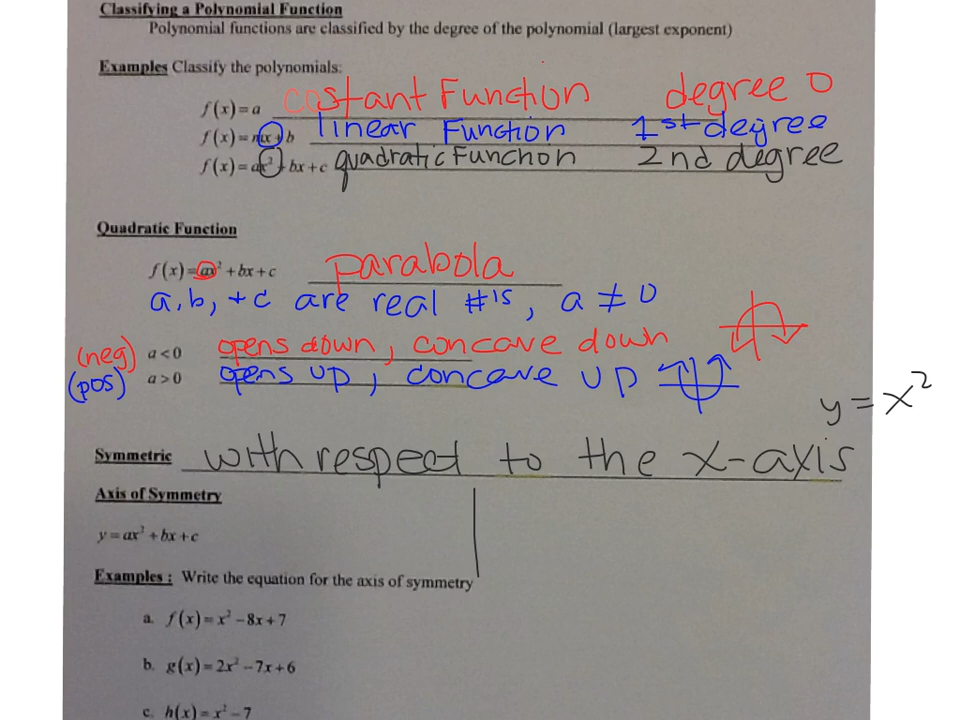 Classifying a Polynomial Function
Polynomial functions are classified by the degree of the polynomial (largest exponent)
Examples Classify the polynomials:
f(x) = a costant Function degree 0
f(x) = mx + b linear Function 1st degree
f(x) = ax² + bx + c quadratic Function 2nd degree
Quadratic Function
f(x) = ax² + bx + c parabola
a, b, + c are real #'s, a ≠ 0
(neg) a < 0 opens down, concave down
(pos) a > 0 opens up, concave up
y = x²
Symmetric with respect to the x-axis
Axis of Symmetry
y = ax² + bx + c
Examples : Write the equation for the axis of symmetry
a. f(x) = x² - 8x + 7
b. g(x) = 2x² - 7x + 6
c. h(x) = x² - 7